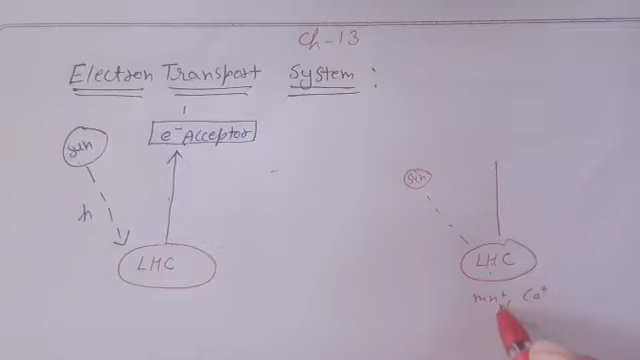 Ch-13
Electron Transport System :
e⁻ Acceptor
Sun
Sun
h
LHC
LHC
mn⁺, Ca⁺